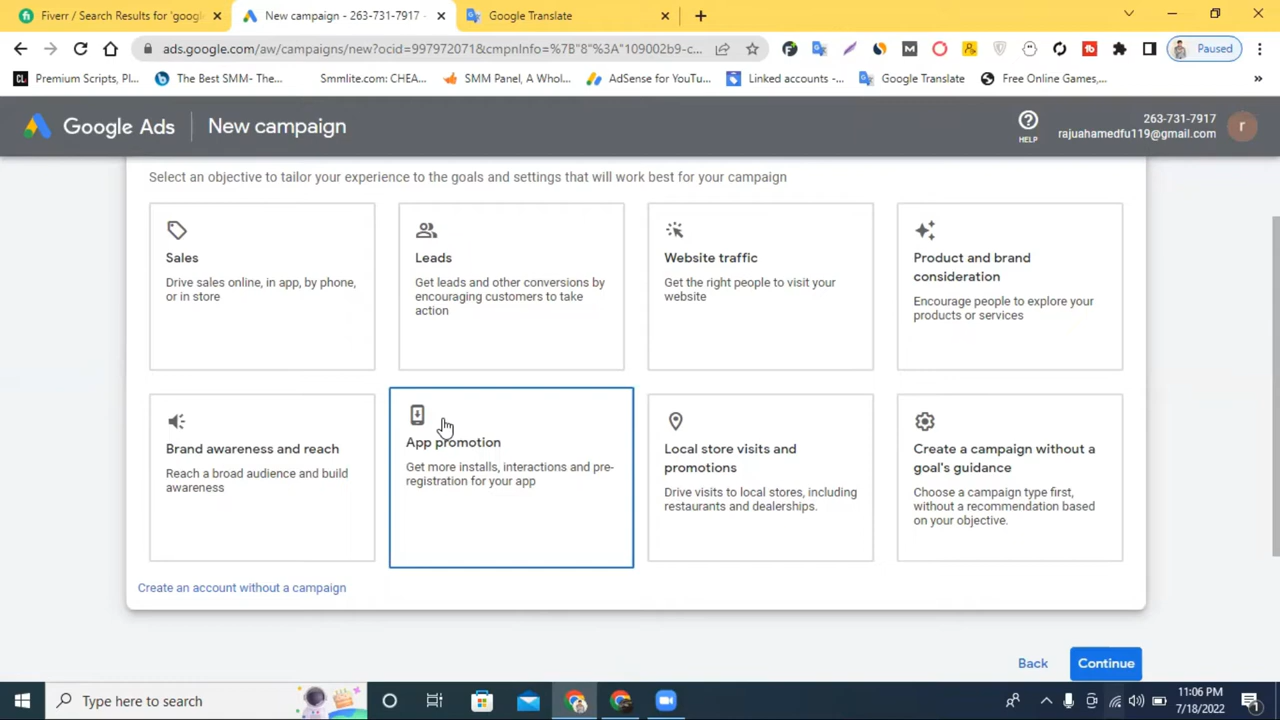 Fiverr / Search Results for 'googl
New campaign - 263-731-7917 -
Google Translate
ads.google.com/aw/campaigns/new?ocid=997972071&cmpnInfo=%7B"8"%3A"109002b9-c...
Paused
Premium Scripts, Pl...
The Best SMM- The...
Smmlite.com: CHEA...
SMM Panel, A Whol...
AdSense for YouTu...
Linked accounts -...
Google Translate
Free Online Games,...
»
Google Ads
New campaign
HELP
263-731-7917
rajuahamedfu119@gmail.com
r
Select an objective to tailor your experience to the goals and settings that will work best for your campaign
Sales
Drive sales online, in app, by phone,
or in store
Leads
Get leads and other conversions by
encouraging customers to take
action
Website traffic
Get the right people to visit your
website
Product and brand
consideration
Encourage people to explore your
products or services
Brand awareness and reach
Reach a broad audience and build
awareness
App promotion
Get more installs, interactions and pre-
registration for your app
Local store visits and
promotions
Drive visits to local stores, including
restaurants and dealerships.
Create a campaign without a
goal's guidance
Choose a campaign type first,
without a recommendation based
on your objective.
Create an account without a campaign
Back
Continue
Type here to search
11:06 PM
7/18/2022
1